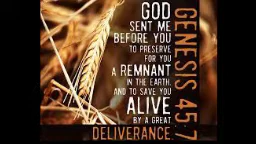 GOD
SENT ME
BEFORE YOU
TO PRESERVE
FOR YOU
A REMNANT
IN THE EARTH,
AND TO SAVE YOU
ALIVE
BY A GREAT
DELIVERANCE.
GENESIS 45:7